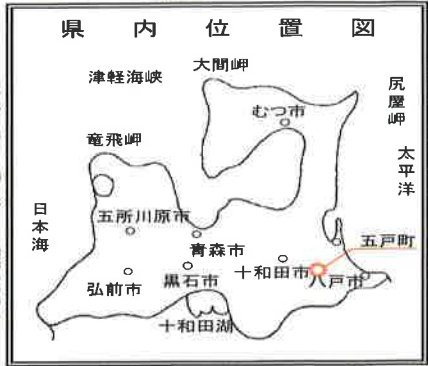 県内位置図
大間岬
津軽海峡
尻屋岬
むつ市
竜飛岬
太平洋
日本海
五所川原市
五戸町
青森市
十和田市
八戸市
黒石市
弘前市
十和田湖